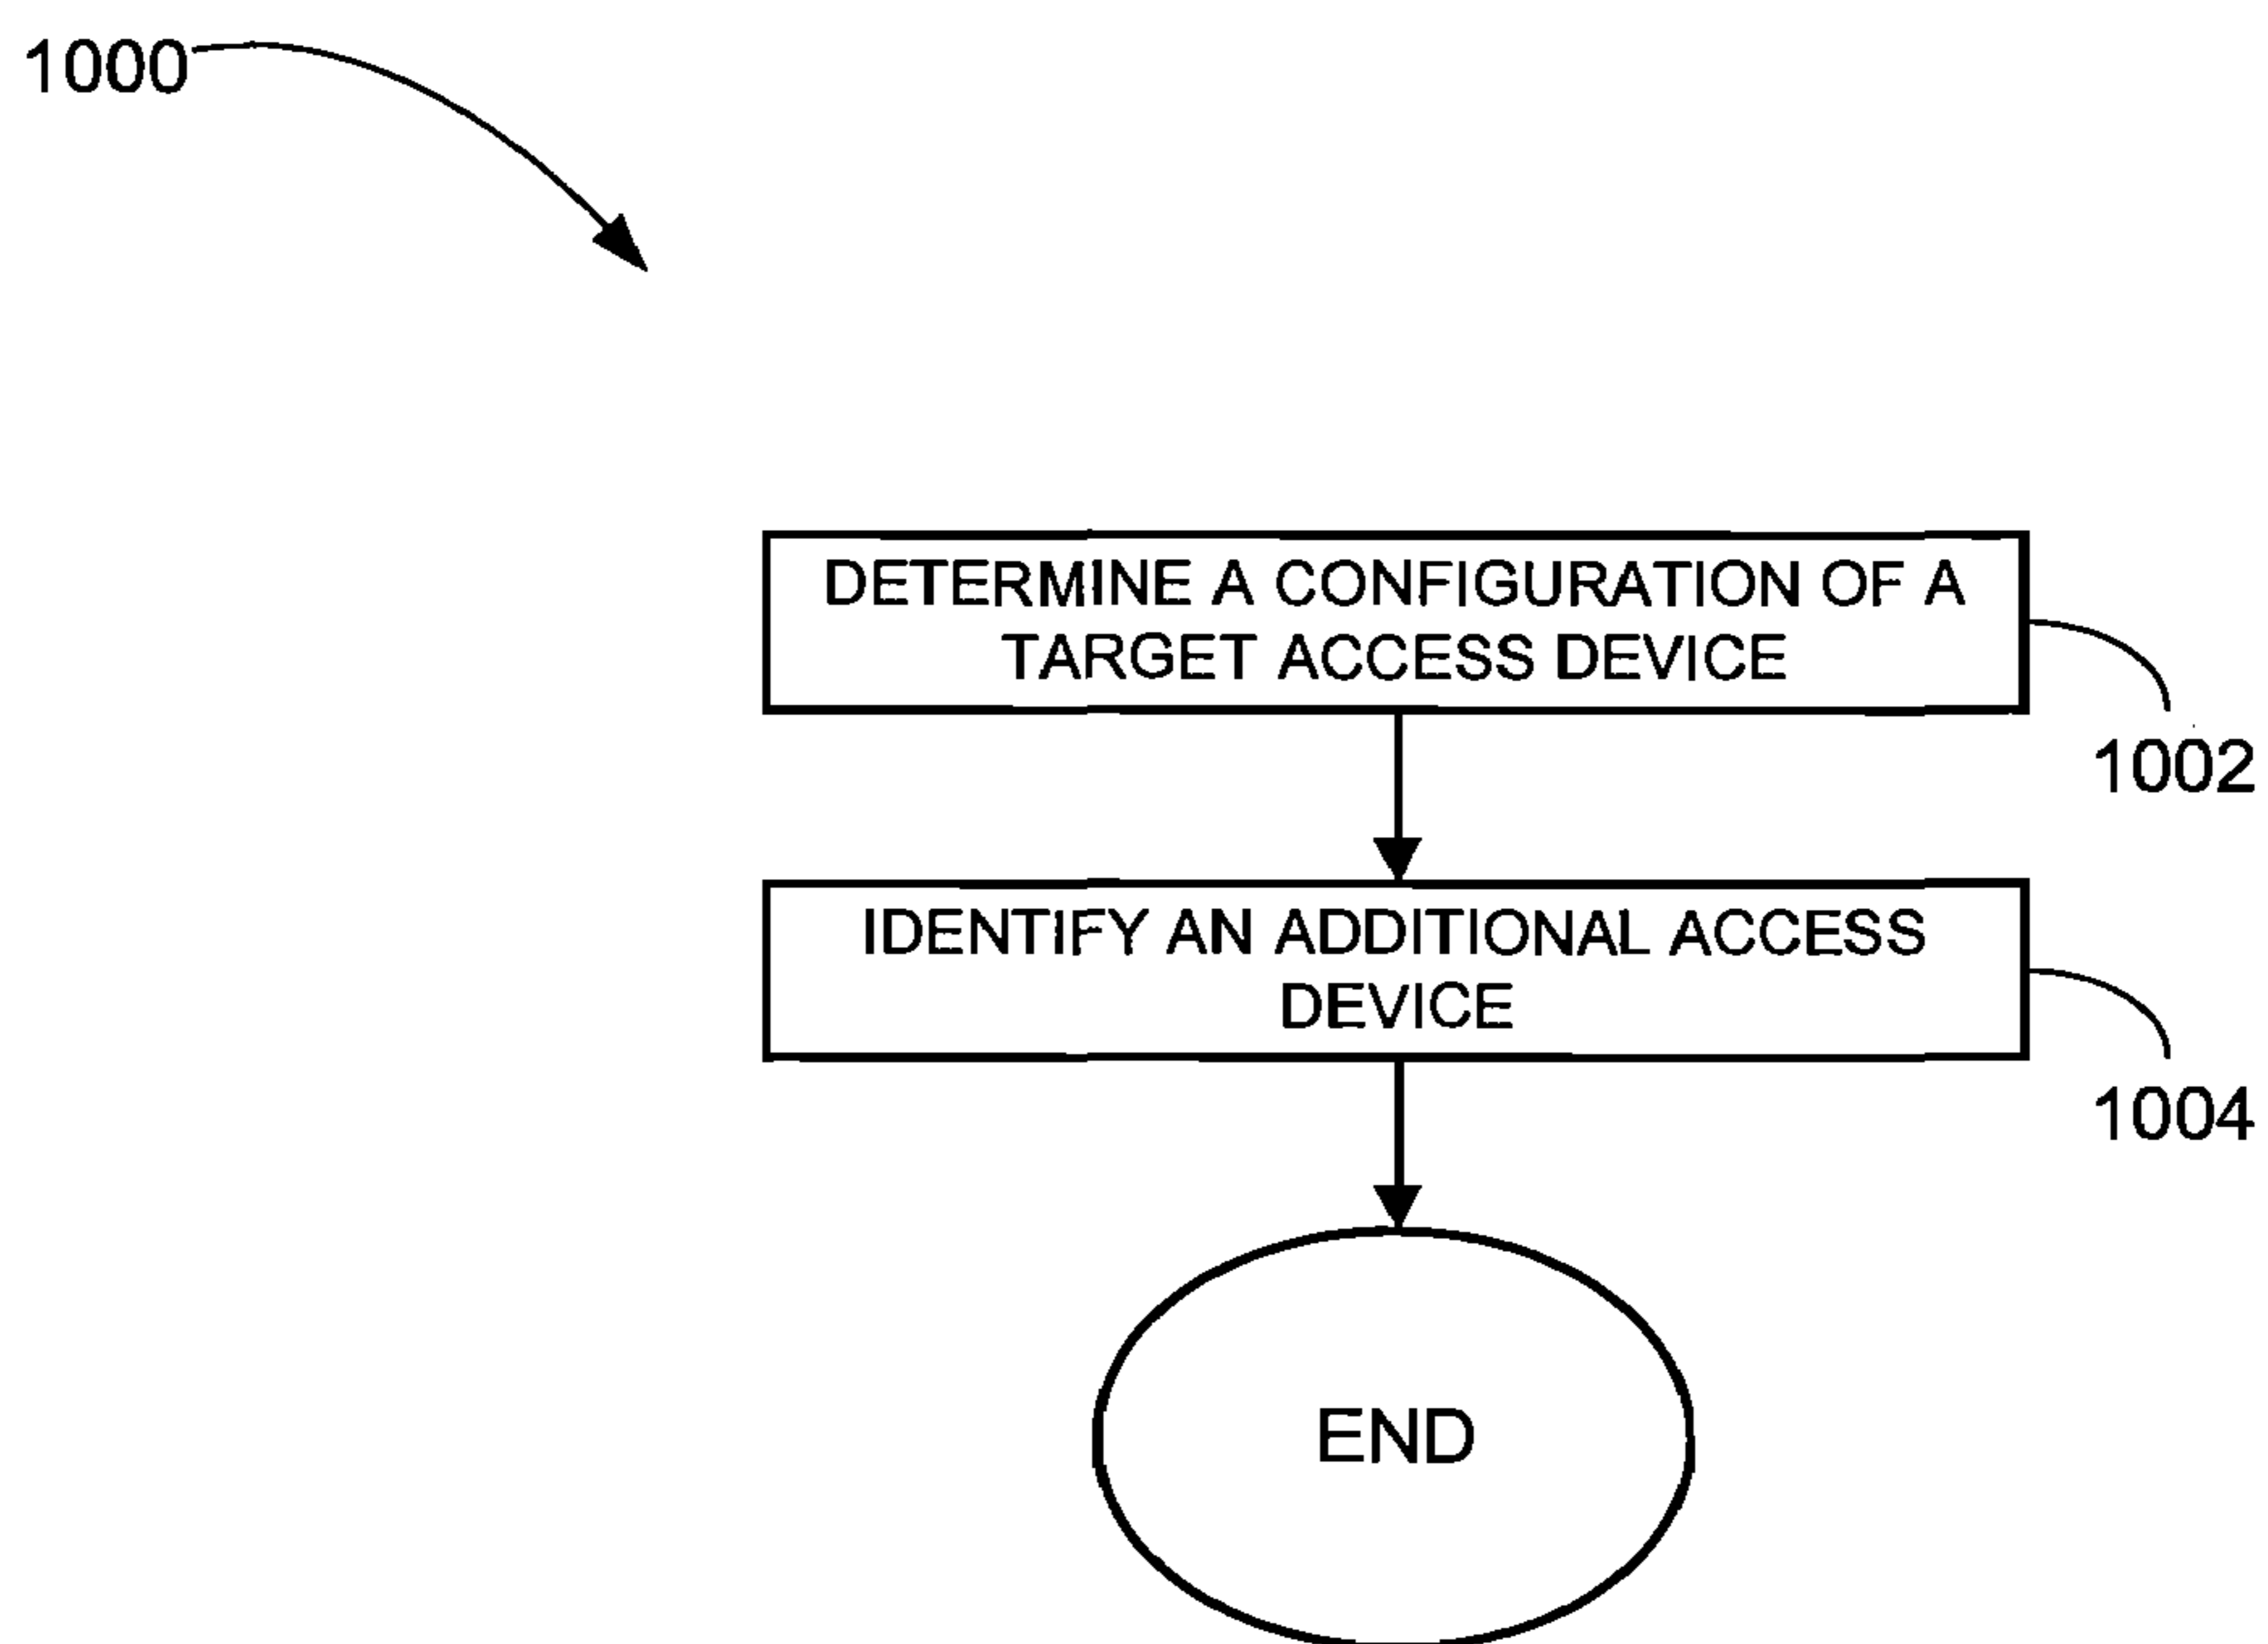 1000
DETERMINE A CONFIGURATION OF A
TARGET ACCESS DEVICE
1002
IDENTIFY AN ADDITIONAL ACCESS
DEVICE
1004
END